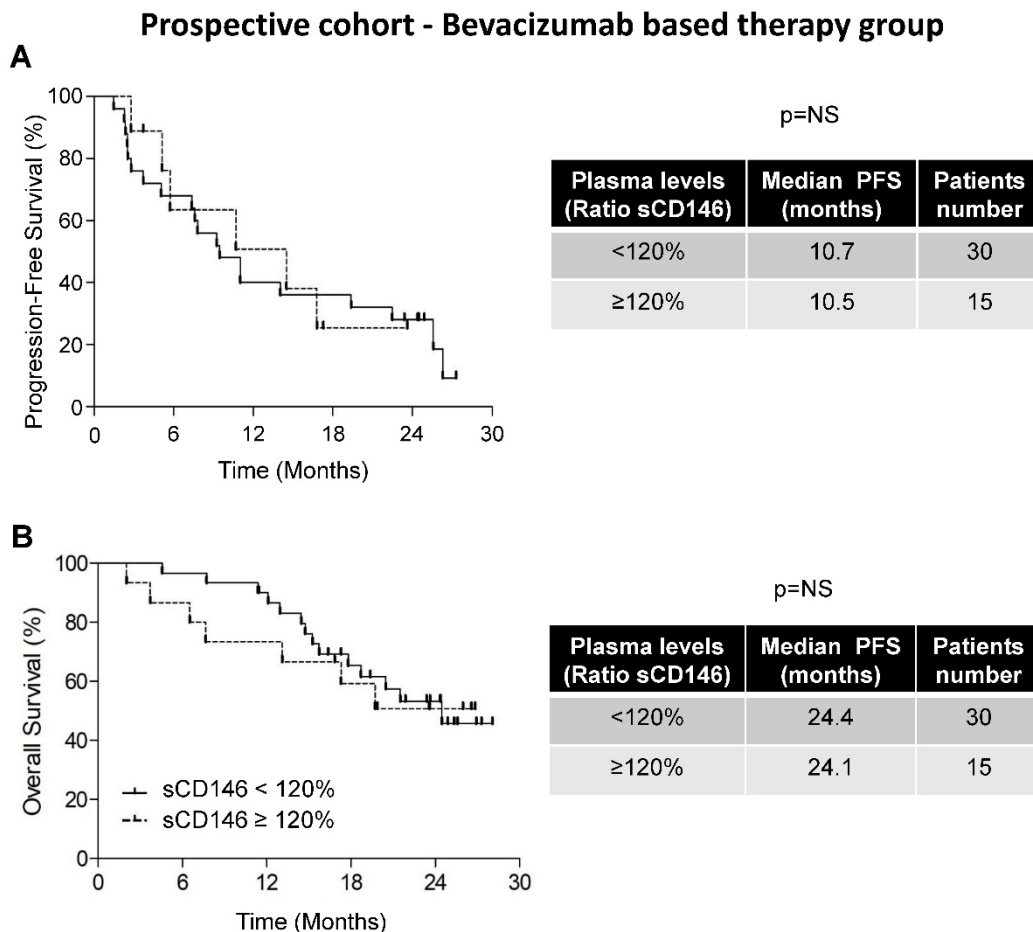 Prospective cohort - Bevacizumab based therapy group
A
Progression-Free Survival (%)
100
80
60
40
20
0
0 6 12 18 24 30
Time (Months)
p=NS
Plasma levels (Ratio sCD146) Median PFS (months) Patients number
<120% 10.7 30
≥120% 10.5 15
B
Overall Survival (%)
100
80
60
40
20
0
sCD146 < 120%
sCD146 ≥ 120%
0 6 12 18 24 30
Time (Months)
p=NS
Plasma levels (Ratio sCD146) Median PFS (months) Patients number
<120% 24.4 30
≥120% 24.1 15